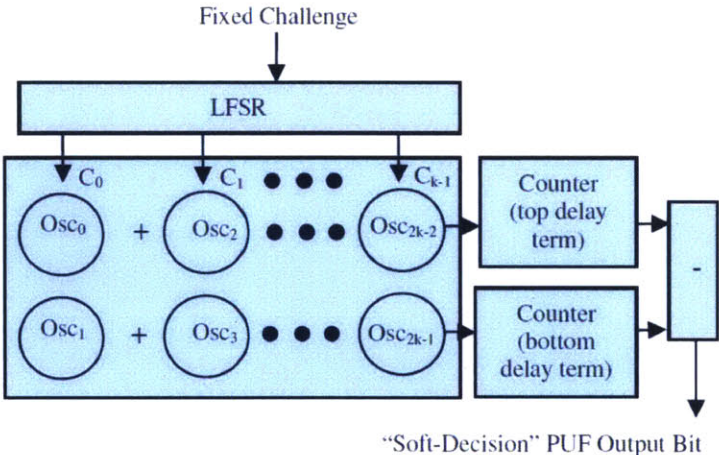 Fixed Challenge
LFSR
C0 C1 Ck-1
Osc0 + Osc2 Osc2k-2
Counter
(top delay
term)
-
Osc1 + Osc3 Osc2k-1
Counter
(bottom
delay term)
“Soft-Decision” PUF Output Bit